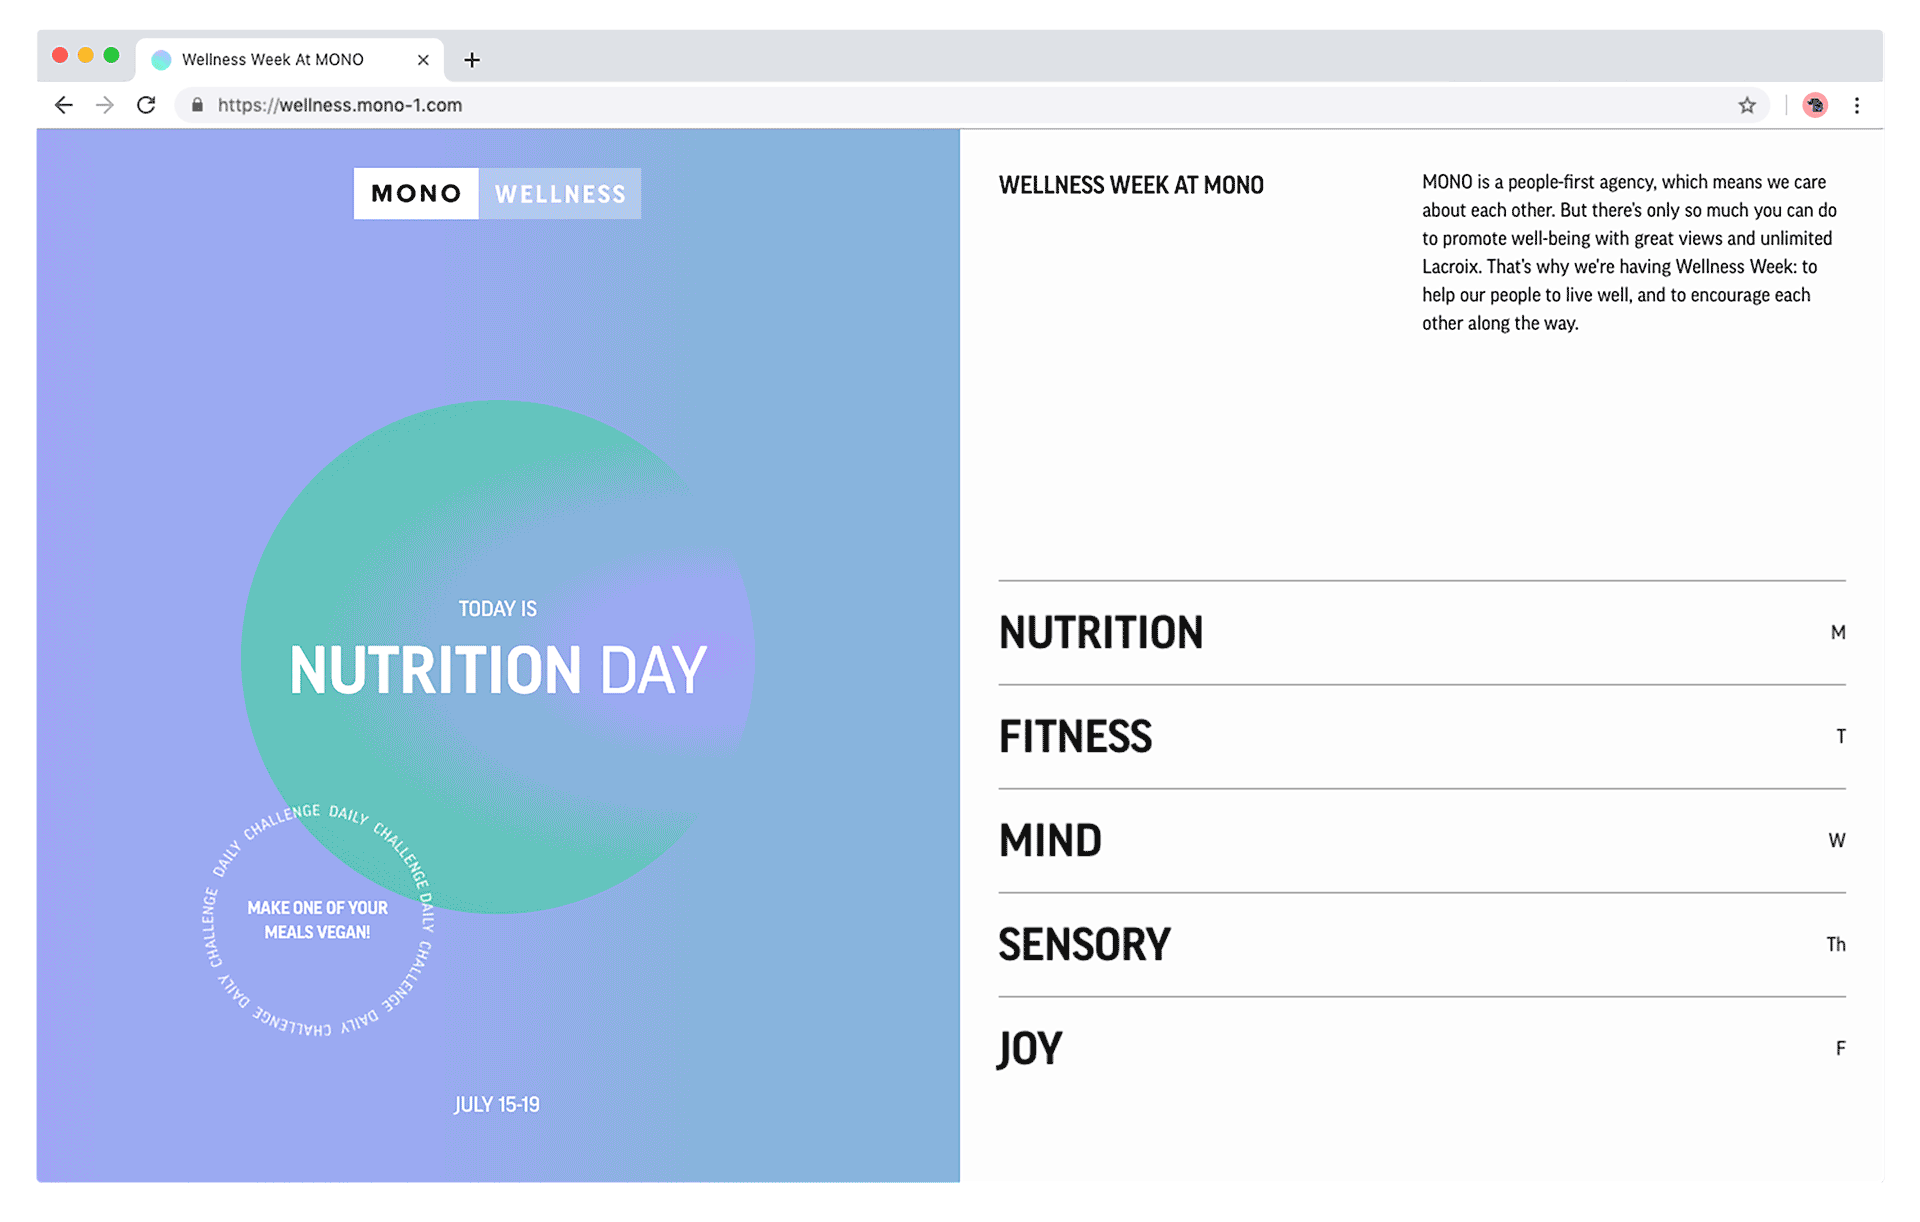 Wellness Week At MONO
https://wellness.mono-1.com
MONO WELLNESS
TODAY IS
NUTRITION DAY
DAILY CHALLENGE DAILY CHALLENGE DAILY CHALLENGE DAILY CHALLENGE DAILY CHALLENGE
MAKE ONE OF YOUR
MEALS VEGAN!
JULY 15-19
WELLNESS WEEK AT MONO
MONO is a people-first agency, which means we care
about each other. But there's only so much you can do
to promote well-being with great views and unlimited
Lacroix. That's why we're having Wellness Week: to
help our people to live well, and to encourage each
other along the way.
NUTRITION M
FITNESS T
MIND W
SENSORY Th
JOY F